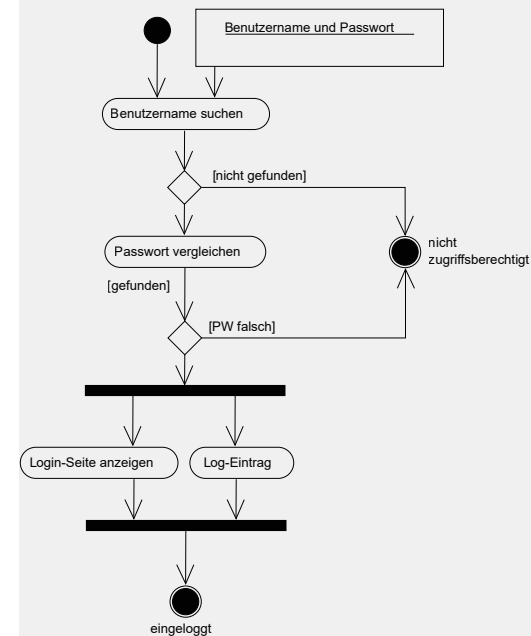 Benutzername und Passwort
Benutzername suchen
[nicht gefunden]
Passwort vergleichen
nicht
zugriffsberechtigt
[gefunden]
[PW falsch]
Login-Seite anzeigen
Log-Eintrag
eingeloggt